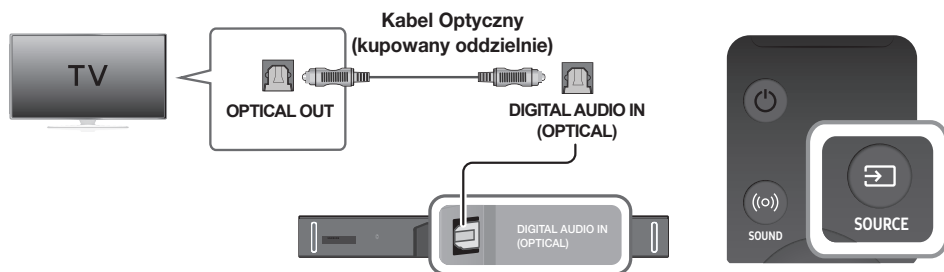 Kabel Optyczny
(kupowany oddzielnie)
TV
OPTICAL OUT
DIGITAL AUDIO IN
(OPTICAL)
DIGITAL AUDIO IN
(OPTICAL)
SOUND
SOURCE